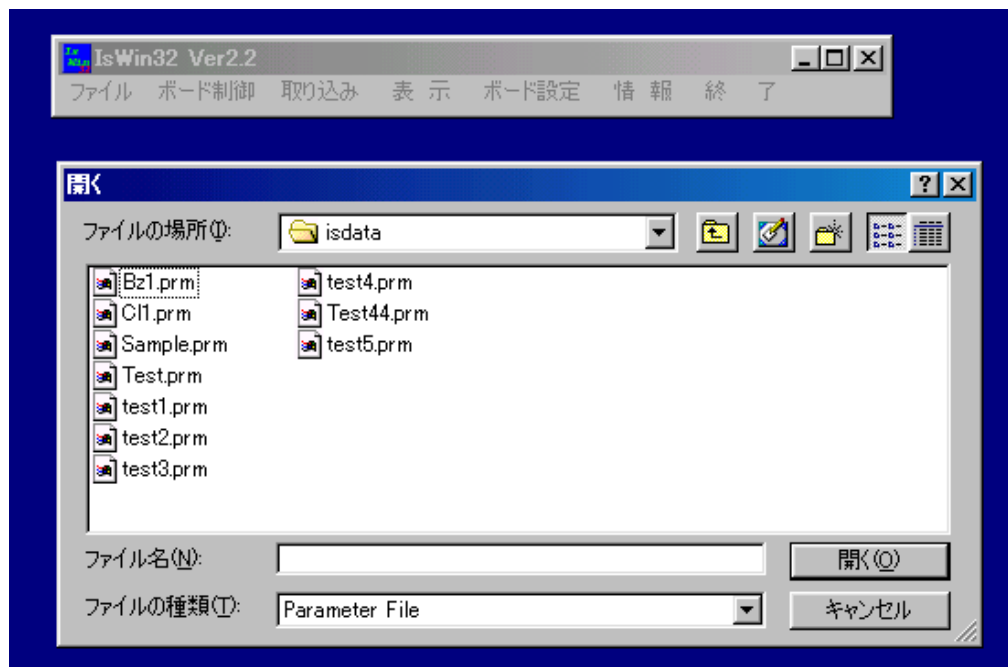 IsWin32 Ver2.2
ファイル ボード制御 取り込み 表 示 ボード設定 情 報 終 了
開く
ファイルの場所(I):
isdata
Bz1.prm
Cl1.prm
Sample.prm
Test.prm
test1.prm
test2.prm
test3.prm
test4.prm
Test44.prm
test5.prm
ファイル名(N):
開く(O)
ファイルの種類(T):
Parameter File
キャンセル